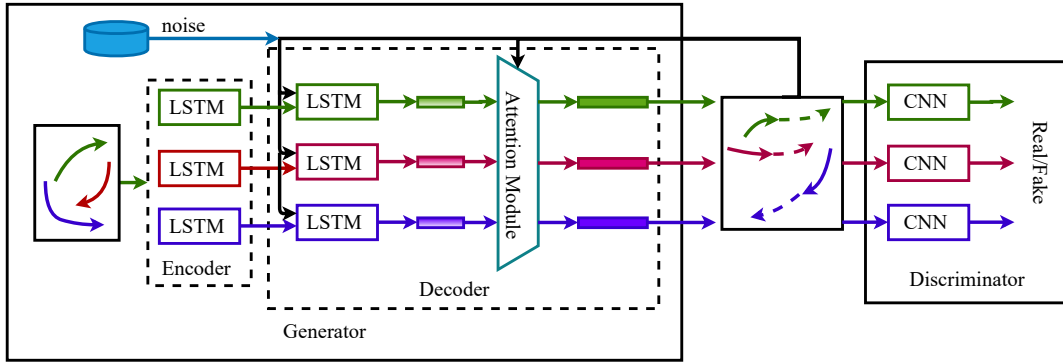 noise
LSTM
LSTM
LSTM
Encoder
LSTM
LSTM
LSTM
Attention Module
Decoder
Generator
CNN
CNN
CNN
Real/Fake
Discriminator